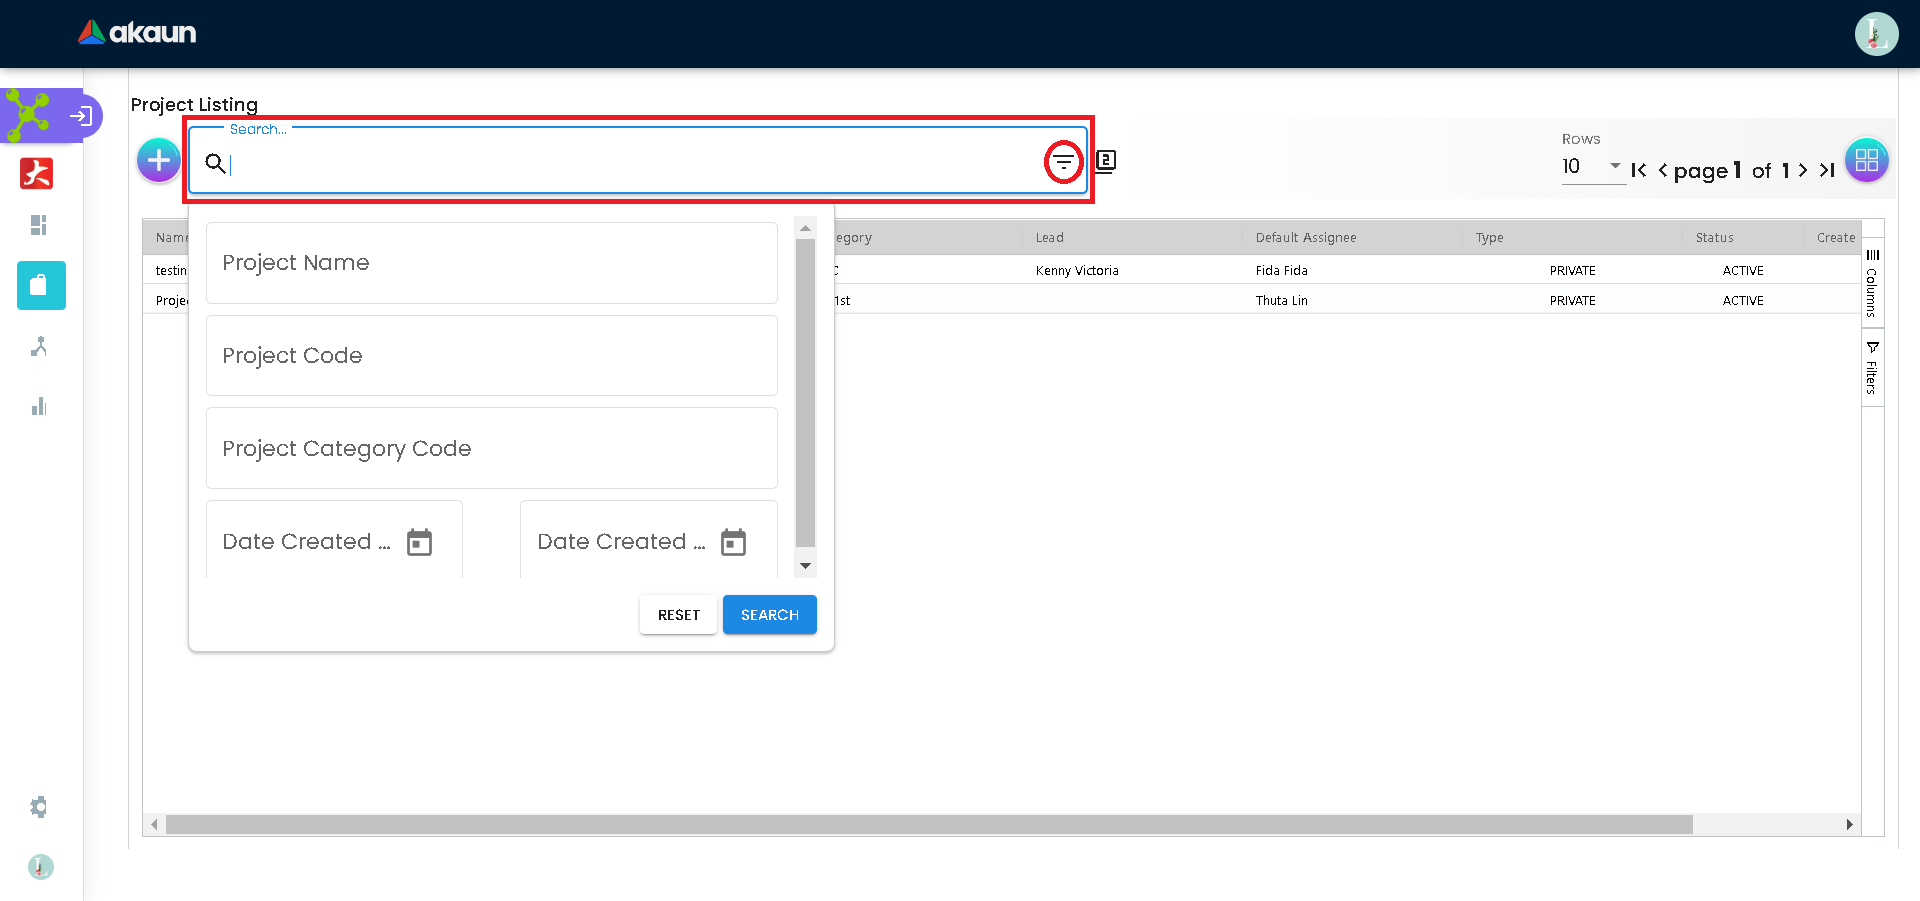 akaun
Project Listing
Search...
2
Rows
10
page 1 of 1
Name
egory
Lead
Default Assignee
Type
Status
Create
testin
Kenny Victoria
Fida Fida
PRIVATE
ACTIVE
Projec
1st
Thuta Lin
PRIVATE
ACTIVE
Columns
Filters
Project Name
Project Code
Project Category Code
Date Created ...
Date Created ...
RESET
SEARCH